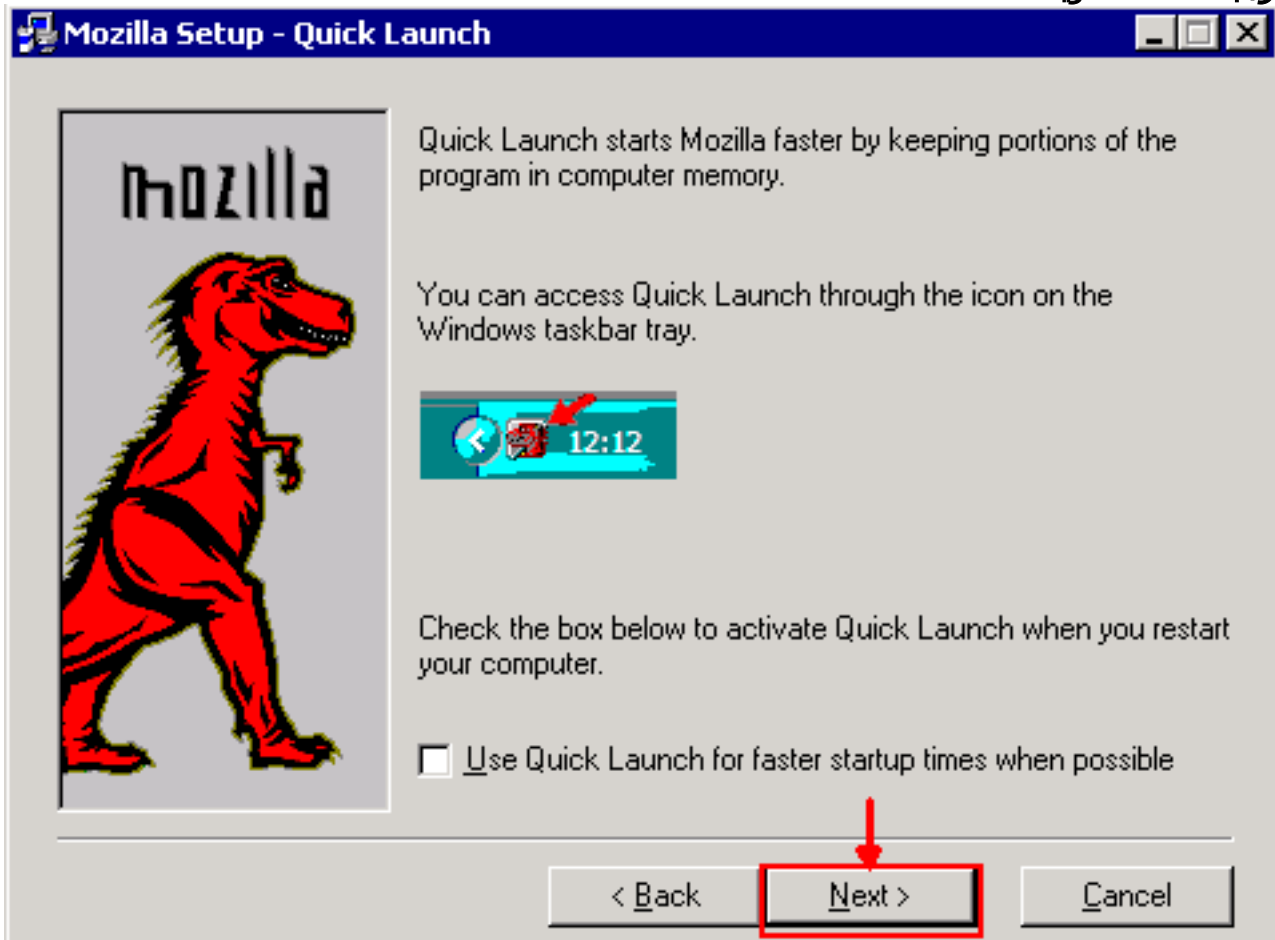 Mozilla Setup - Quick Launch
mozilla
Quick Launch starts Mozilla faster by keeping portions of the
program in computer memory.
You can access Quick Launch through the icon on the
Windows taskbar tray.
12:12
Check the box below to activate Quick Launch when you restart
your computer.
Use Quick Launch for faster startup times when possible
< Back
Next >
Cancel